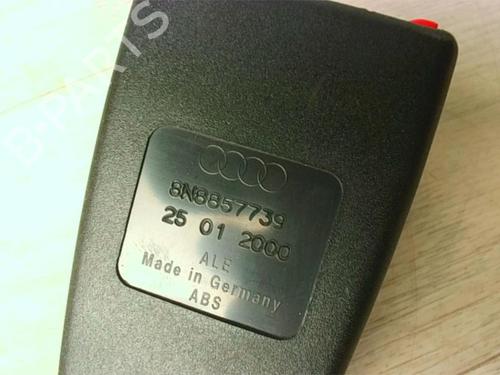 B-PARTS
8N8857739
25 01 2000
ALE
Made in Germany
ABS